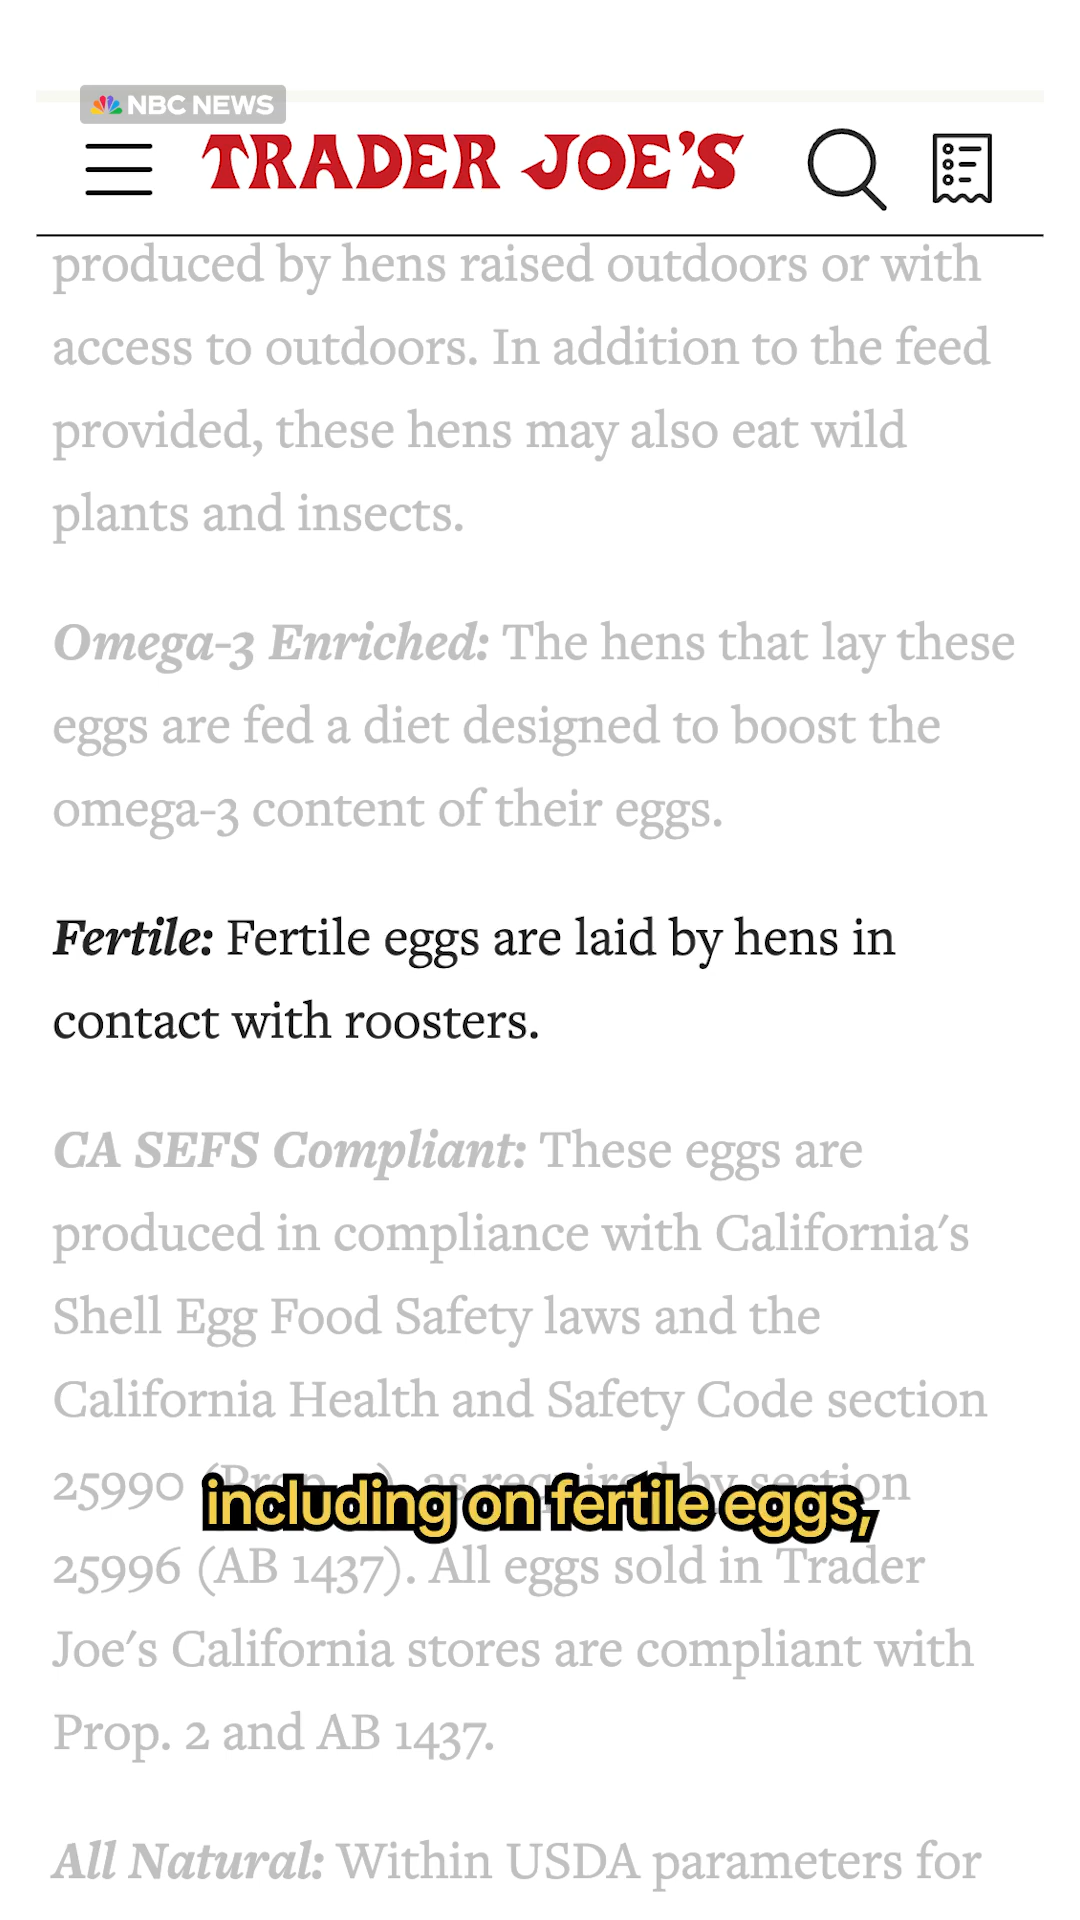 NBC NEWS
TRADER JOE'S
produced by hens raised outdoors or with
access to outdoors. In addition to the feed
provided, these hens may also eat wild
plants and insects.
Omega-3 Enriched: The hens that lay these
eggs are fed a diet designed to boost the
omega-3 content of their eggs.
Fertile: Fertile eggs are laid by hens in
contact with roosters.
CA SEFS Compliant: These eggs are
produced in compliance with California's
Shell Egg Food Safety laws and the
California Health and Safety Code section
25990 as required by section
including on fertile eggs,
25996 (AB 1437). All eggs sold in Trader
Joe's California stores are compliant with
Prop. 2 and AB 1437.
All Natural: Within USDA parameters for